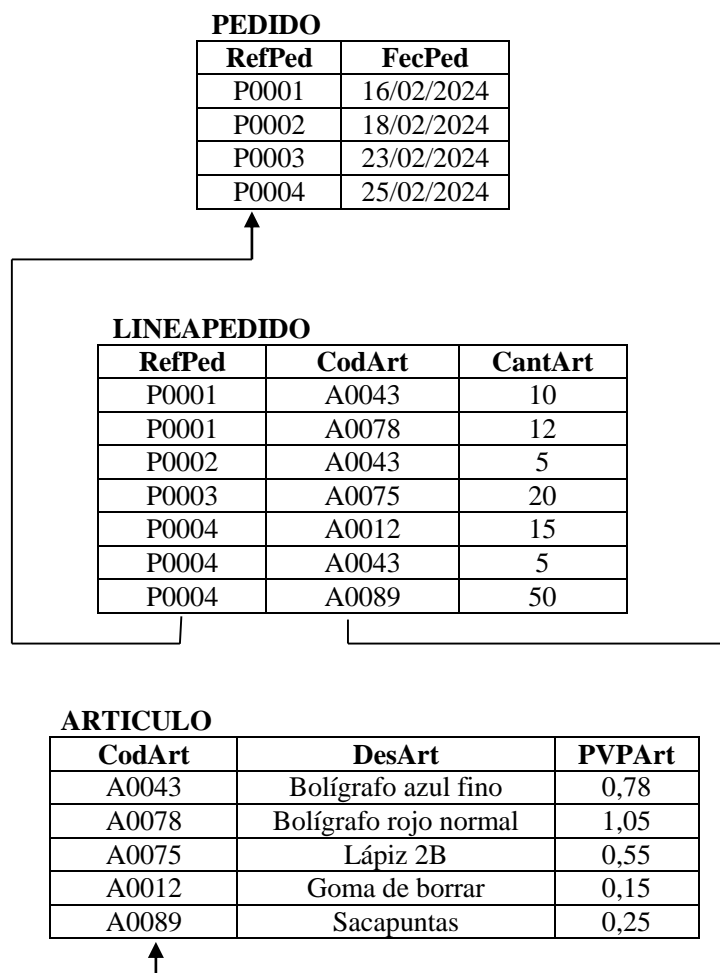 PEDIDO
RefPed FecPed
P0001 16/02/2024
P0002 18/02/2024
P0003 23/02/2024
P0004 25/02/2024
LINEAPEDIDO
RefPed CodArt CantArt
P0001 A0043 10
P0001 A0078 12
P0002 A0043 5
P0003 A0075 20
P0004 A0012 15
P0004 A0043 5
P0004 A0089 50
ARTICULO
CodArt DesArt PVPArt
A0043 Bolígrafo azul fino 0,78
A0078 Bolígrafo rojo normal 1,05
A0075 Lápiz 2B 0,55
A0012 Goma de borrar 0,15
A0089 Sacapuntas 0,25